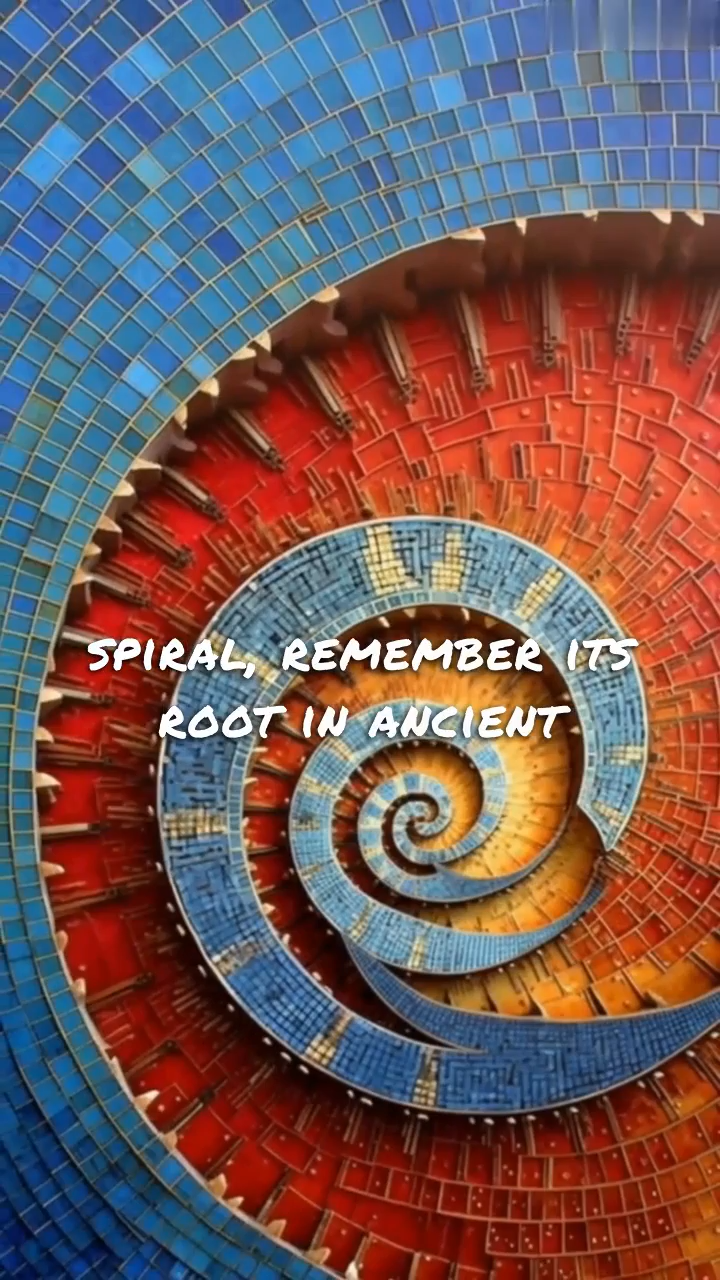 SPIRAL, REMEMBER ITS
ROOT IN ANCIENT